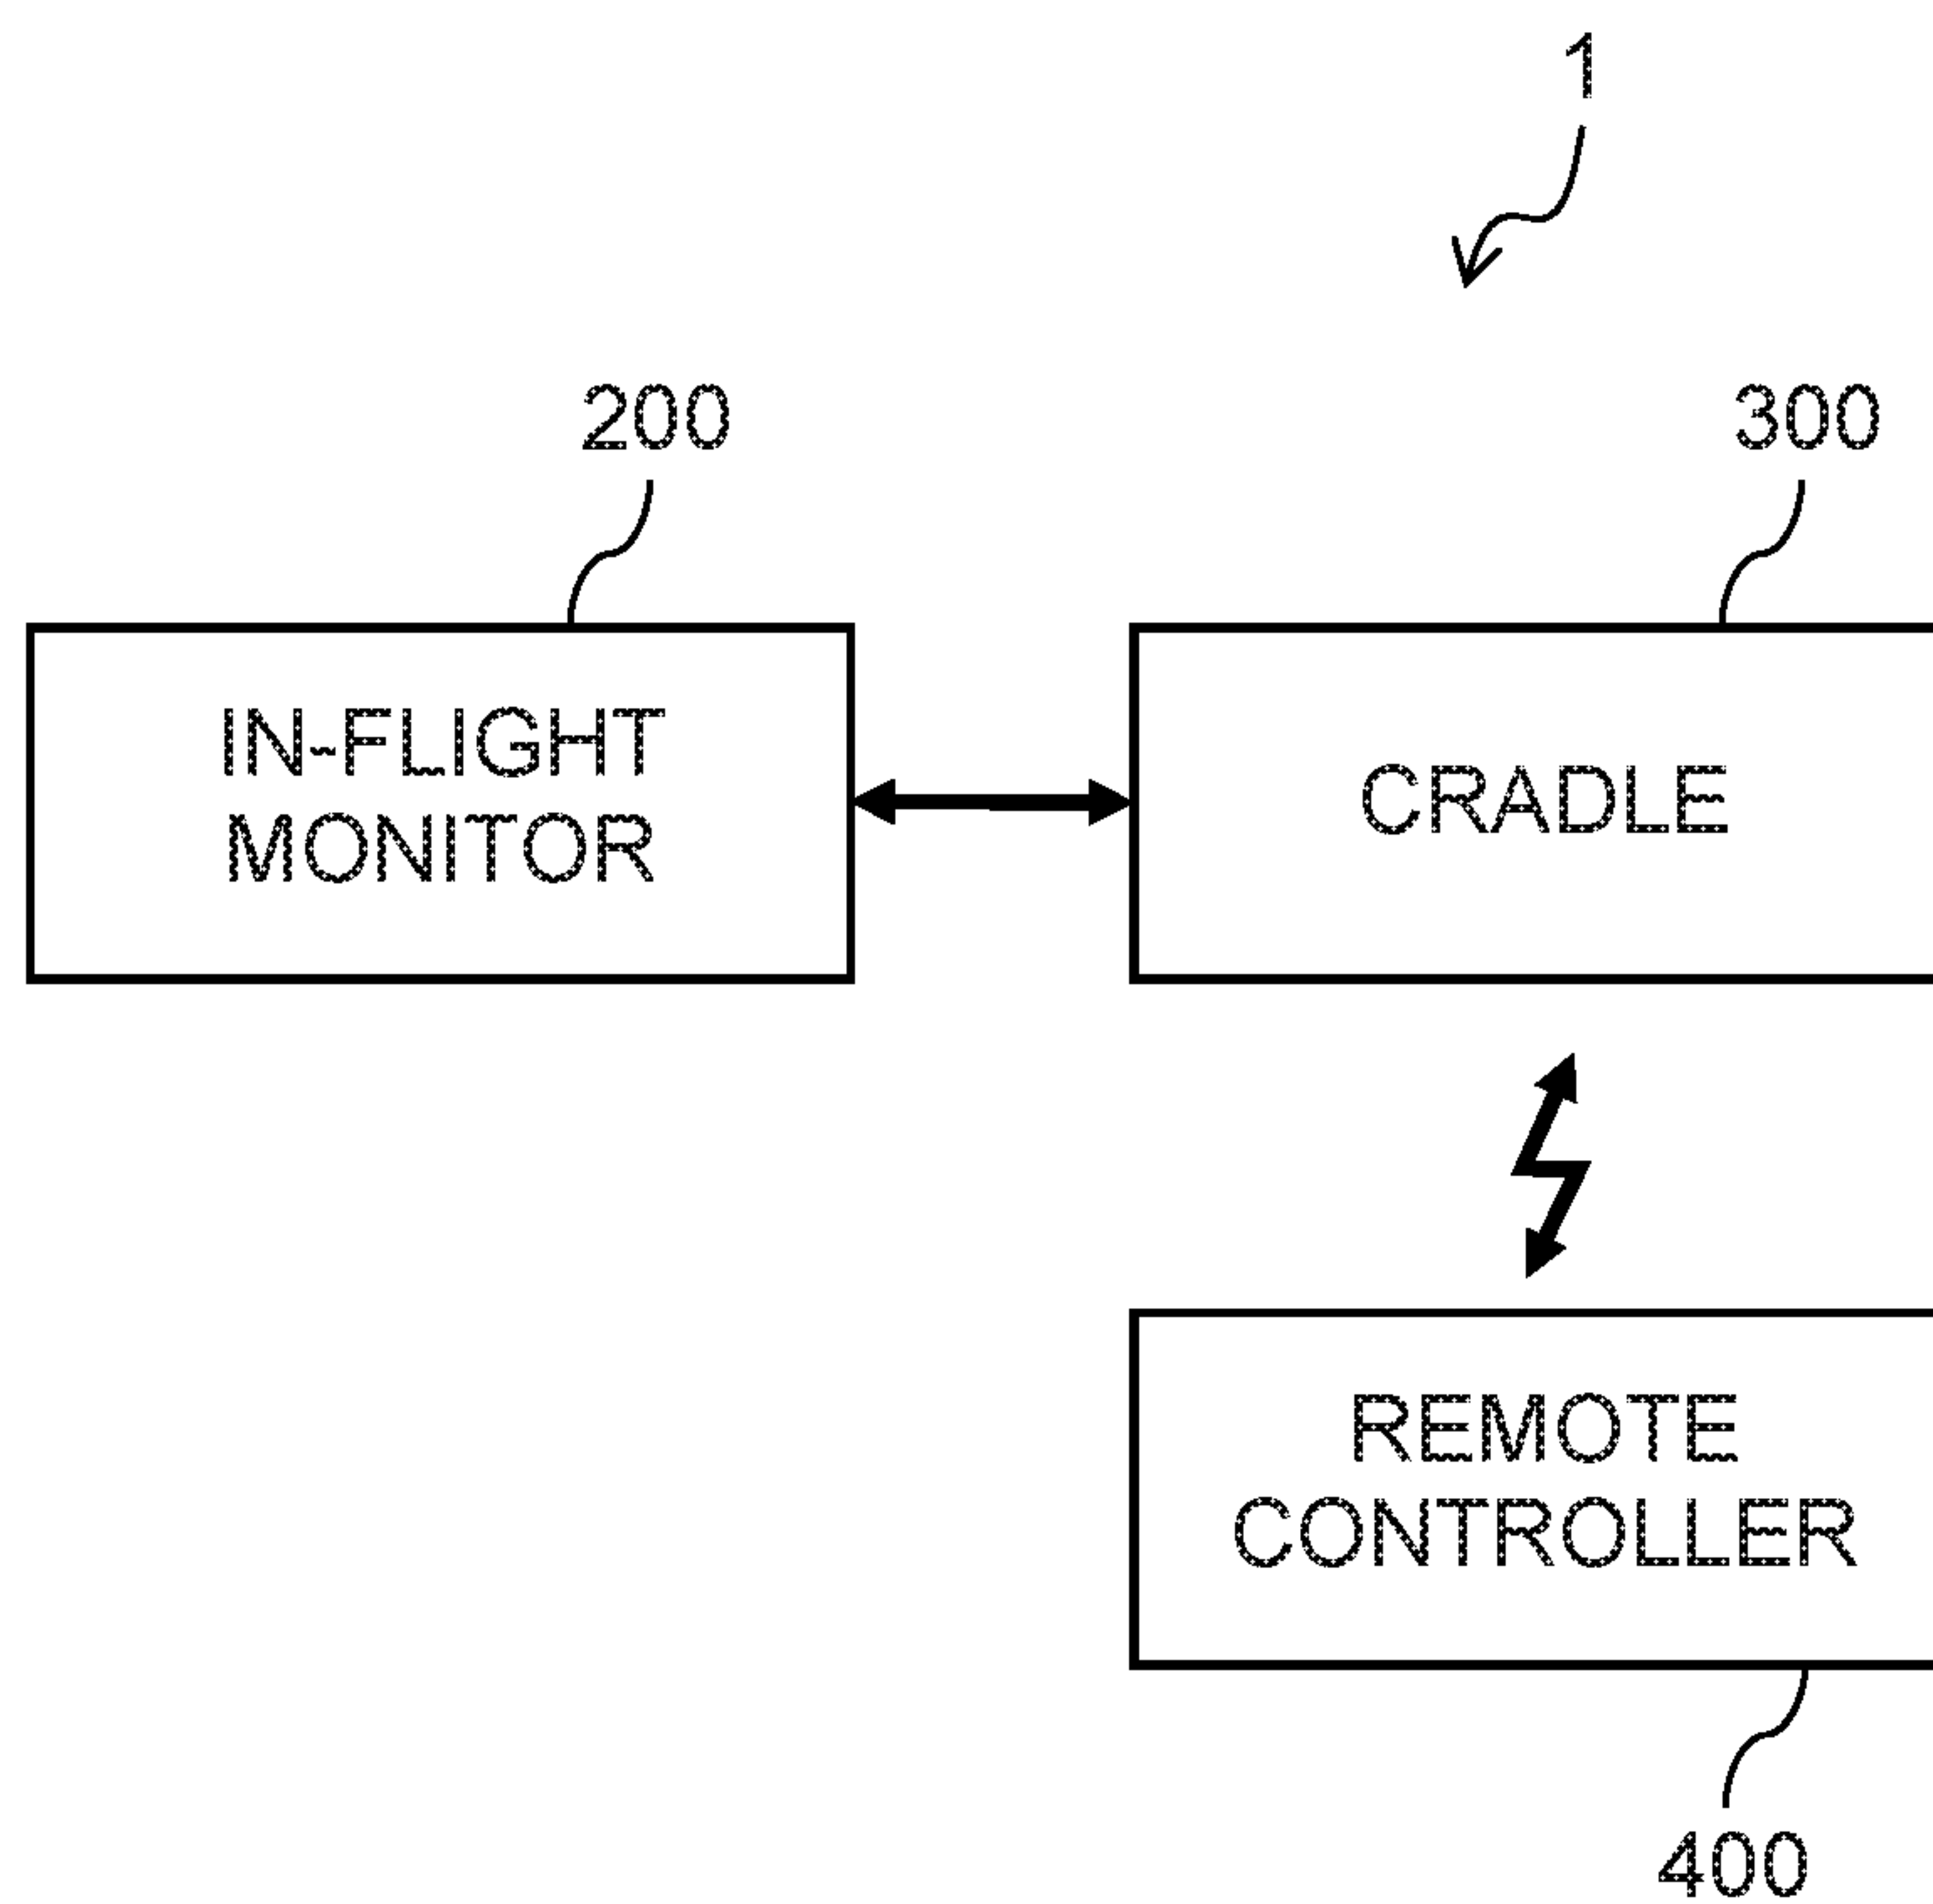 1
200
300
IN-FLIGHT
MONITOR
CRADLE
REMOTE
CONTROLLER
400